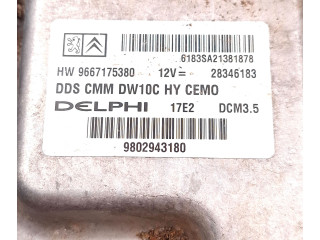 6183SA21381878
HW 9667175380 12V⎓ 28346183
DDS CMM DW10C HY CEMO
DELPHI 17E2 DCM3.5
9802943180